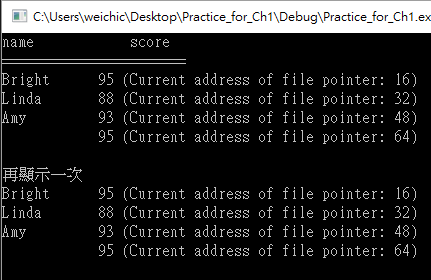 C:\Users\weichic\Desktop\Practice_for_Ch1\Debug\Practice_for_Ch1.ex
name            score
=======================
Bright      95 (Current address of file pointer: 16)
Linda       88 (Current address of file pointer: 32)
Amy         93 (Current address of file pointer: 48)
            95 (Current address of file pointer: 64)
再顯示一次
Bright      95 (Current address of file pointer: 16)
Linda       88 (Current address of file pointer: 32)
Amy         93 (Current address of file pointer: 48)
            95 (Current address of file pointer: 64)